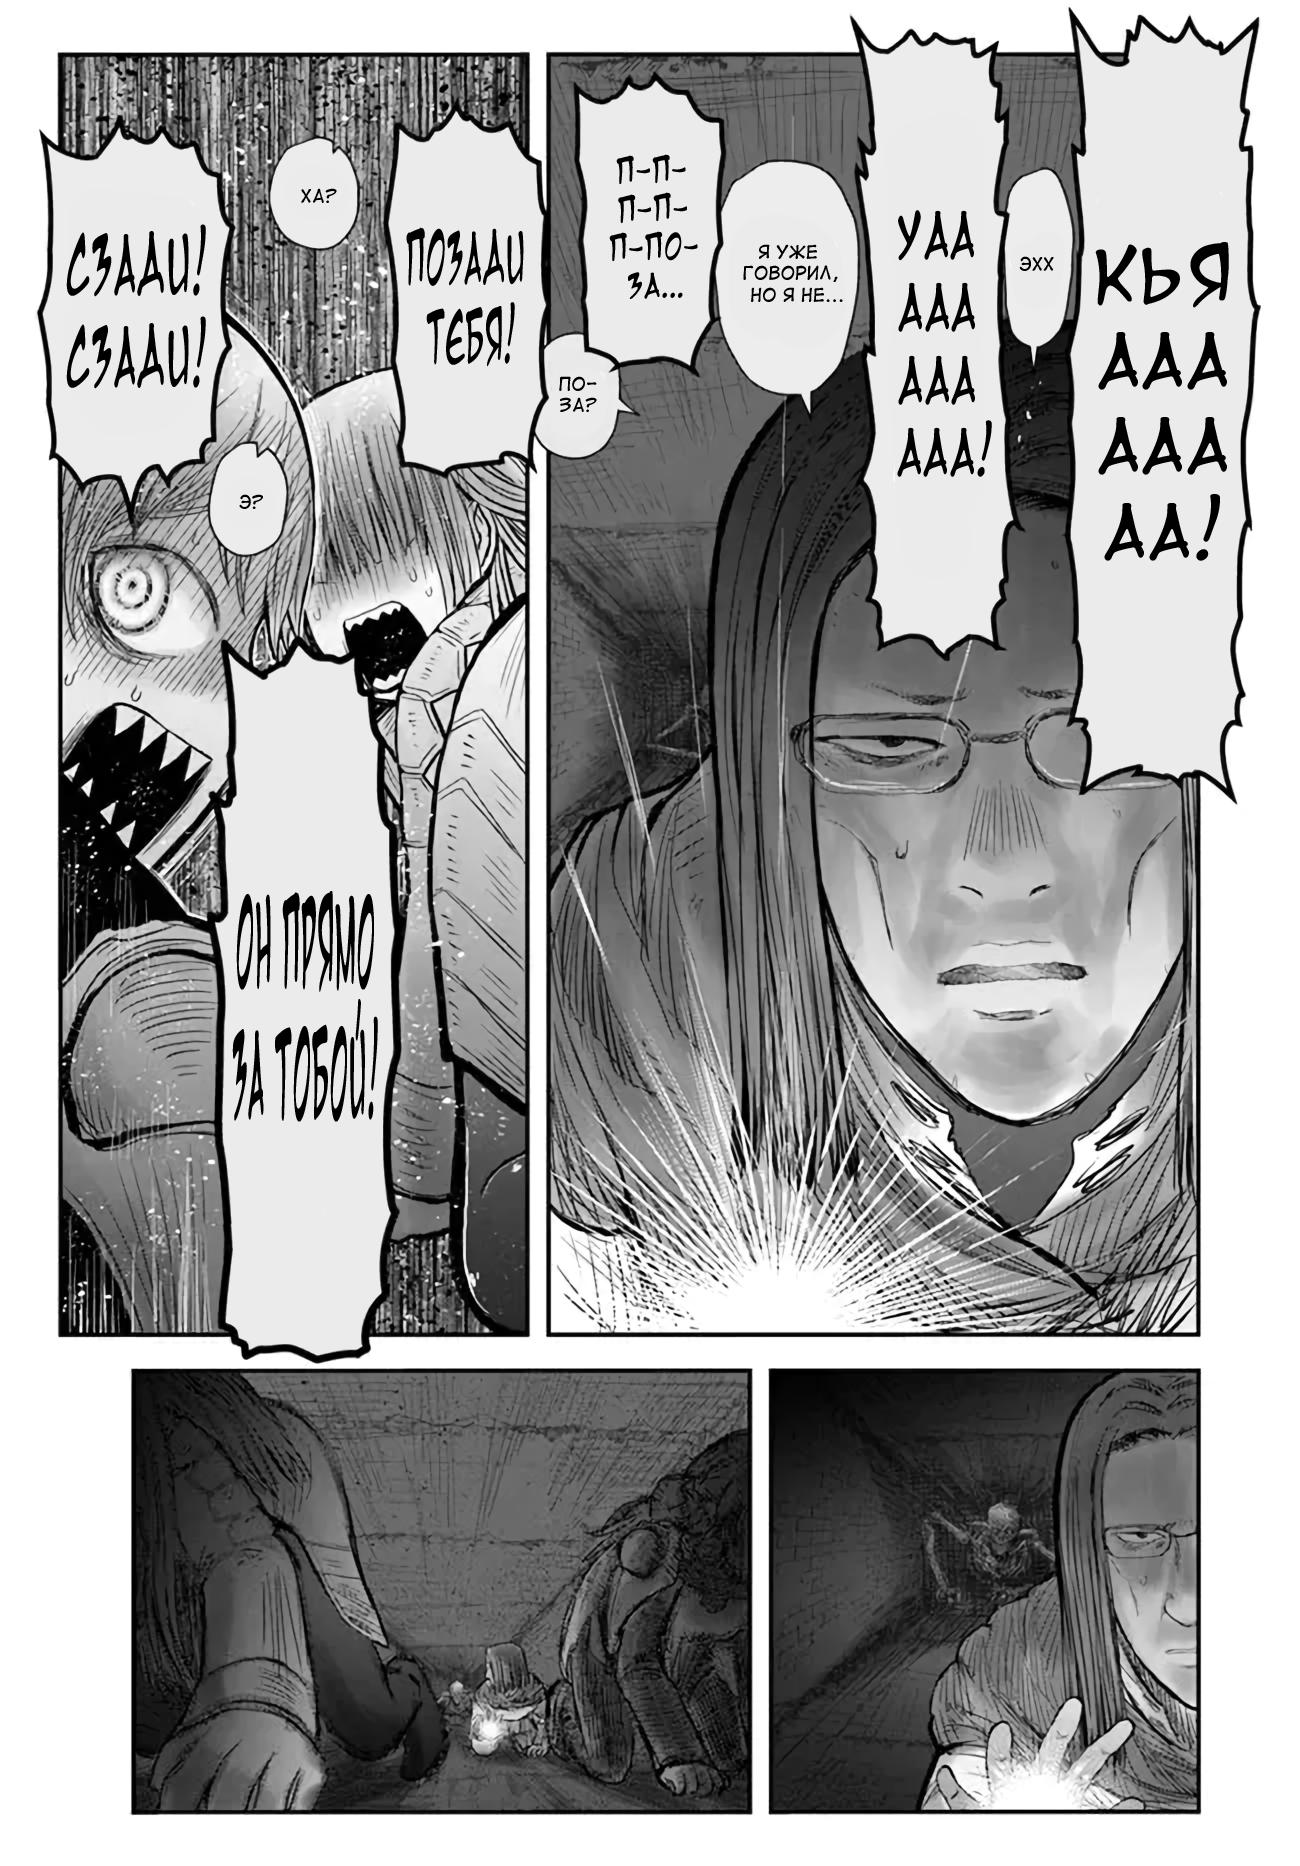 КЬЯ
ААА
ААА
АА!
ЭХХ
УАА
ААА
ААА
ААА!
Я УЖЕ
ГОВОРИЛ,
НО Я НЕ...
П-П-
П-П-
П-ПО-
ЗА...
ПО-
ЗА?
ПОЗАДИ
ТЕБЯ!
ХА?
СЗАДИ!
СЗАДИ!
Э?
ОН ПРЯМО
ЗА ТОБОЙ!